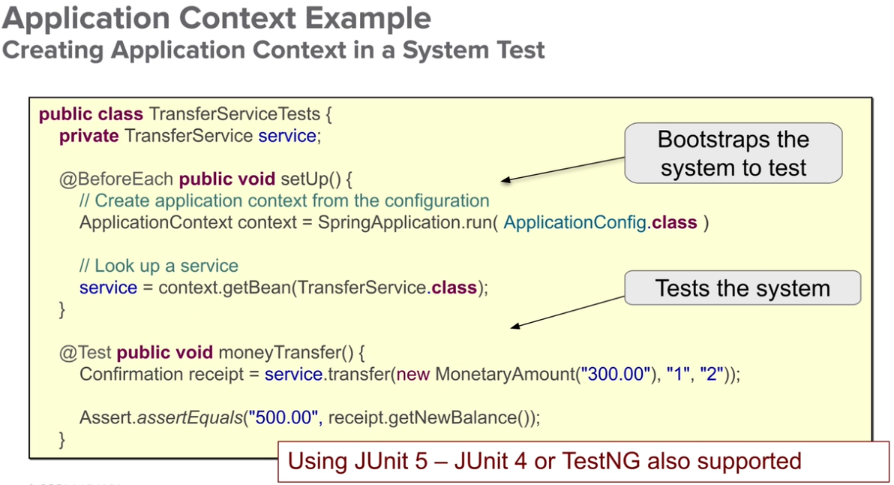 Application Context Example
Creating Application Context in a System Test
public class TransferServiceTests {
private TransferService service;
Bootstraps the
system to test
@BeforeEach public void setUp() {
// Create application context from the configuration
ApplicationContext context = SpringApplication.run( ApplicationConfig.class )
// Look up a service
service = context.getBean(TransferService.class);
}
Tests the system
@Test public void moneyTransfer() {
Confirmation receipt = service.transfer(new MonetaryAmount("300.00"), "1", "2"));
Assert.assertEquals("500.00", receipt.getNewBalance());
}
Using JUnit 5 – JUnit 4 or TestNG also supported